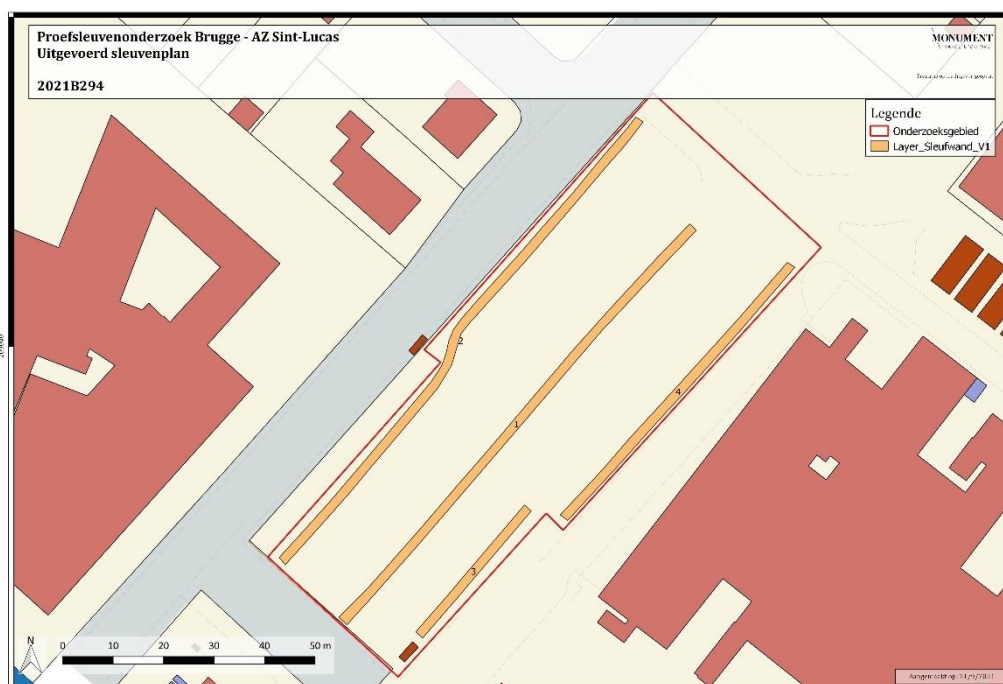 Proefsleuvenonderzoek Brugge - AZ Sint-Lucas
Uitgevoerd sleuvenplan
2021B294
MONUMENT
Legende
Onderzoeksgebied
Layer_Sleufwand_V1
2
1
4
3
N
0 10 20 30 40 50 m